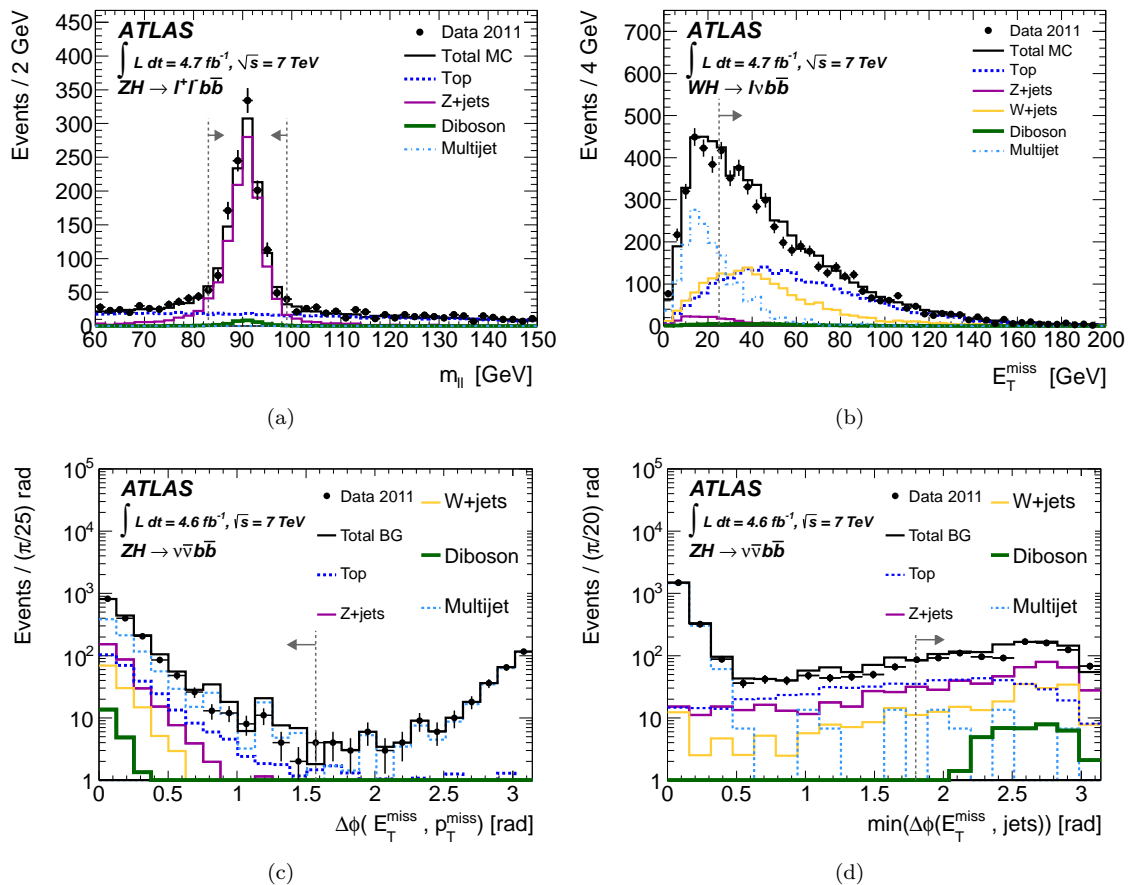 ATLAS
∫ L dt = 4.7 fb⁻¹, √s = 7 TeV
ZH → l⁺l⁻bb̅
Data 2011
Total MC
Top
Z+jets
Diboson
Multijet
Events / 2 GeV
450
400
350
300
250
200
150
100
50
0
60 70 80 90 100 110 120 130 140 150
m_ll [GeV]
(a)
ATLAS
∫ L dt = 4.7 fb⁻¹, √s = 7 TeV
WH → lνbb̅
Data 2011
Total MC
Top
Z+jets
W+jets
Diboson
Multijet
Events / 4 GeV
700
600
500
400
300
200
100
0
0 20 40 60 80 100 120 140 160 180 200
E_T^miss [GeV]
(b)
ATLAS
∫ L dt = 4.6 fb⁻¹, √s = 7 TeV
ZH → νν̅bb̅
Data 2011
Total BG
Top
Z+jets
W+jets
Diboson
Multijet
Events / (π/25) rad
10⁵
10⁴
10³
10²
10
1
0 0.5 1 1.5 2 2.5 3
Δϕ( E_T^miss , p_T^miss) [rad]
(c)
ATLAS
∫ L dt = 4.6 fb⁻¹, √s = 7 TeV
ZH → νν̅bb̅
Data 2011
Total BG
Top
Z+jets
W+jets
Diboson
Multijet
Events / (π/20) rad
10⁵
10⁴
10³
10²
10
1
0 0.5 1 1.5 2 2.5 3
min(Δϕ(E_T^miss , jets)) [rad]
(d)